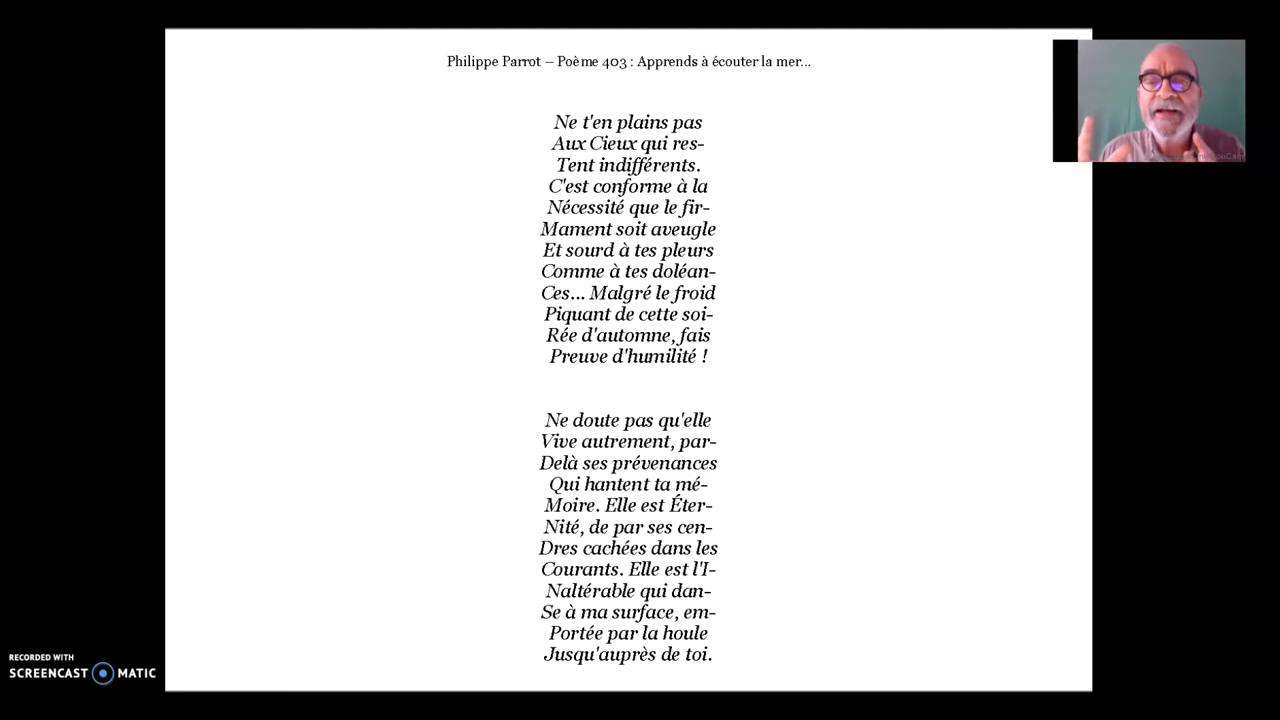 Philippe Parrot – Poème 403 : Apprends à écouter la mer...
Ne t'en plains pas
Aux Cieux qui res-
Tent indifférents.
C'est conforme à la
Nécessité que le fir-
Mament soit aveugle
Et sourd à tes pleurs
Comme à tes doléan-
Ces... Malgré le froid
Piquant de cette soi-
Rée d'automne, fais
Preuve d'humilité !
Ne doute pas qu'elle
Vive autrement, par-
Delà ses prévenances
Qui hantent ta mé-
Moire. Elle est Éter-
Nité, de par ses cen-
Dres cachées dans les
Courants. Elle est l'I-
Naltérable qui dan-
Se à ma surface, em-
Portée par la houle
Jusqu'auprès de toi.
RECORDED WITH
SCREENCAST MATIC